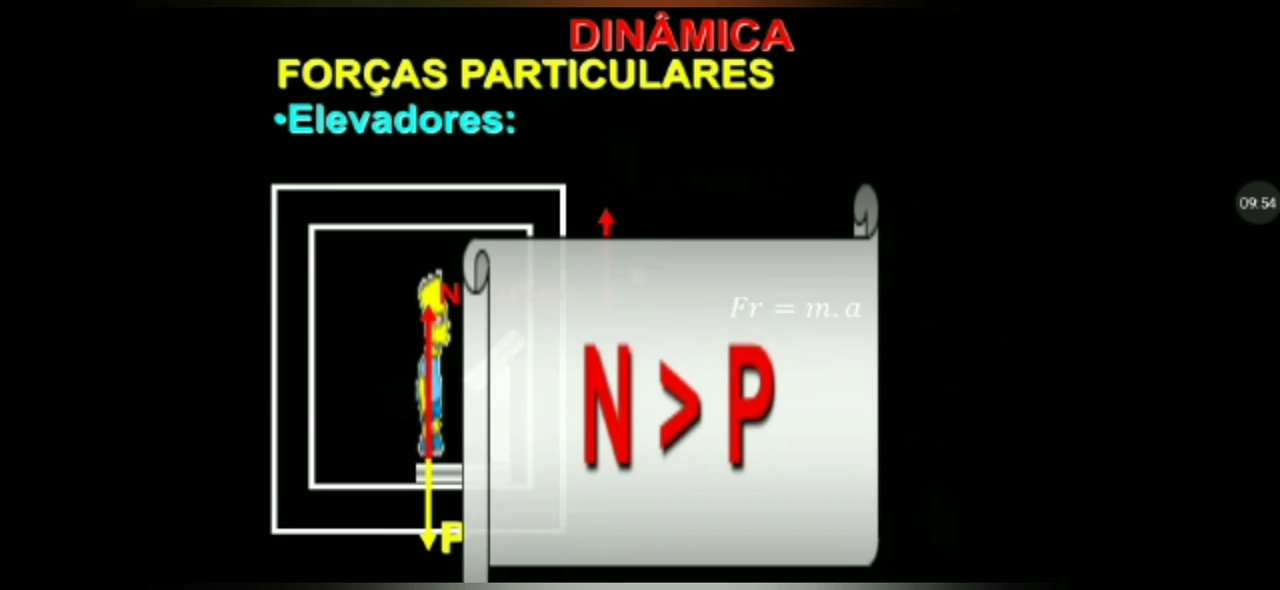 DINÂMICA
FORÇAS PARTICULARES
•Elevadores:
09:54
N
Fr = m.a
N > P
P